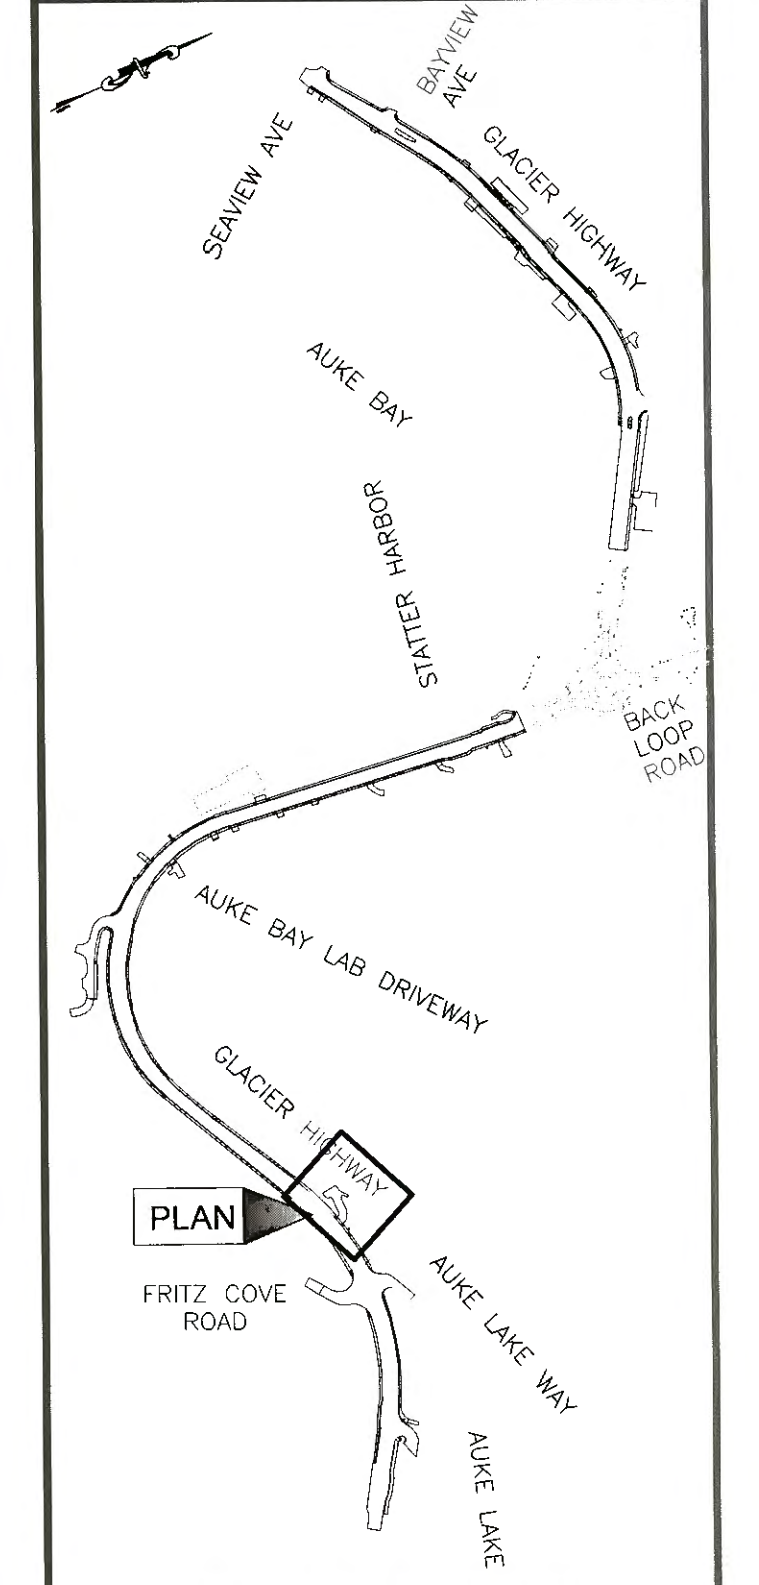 BAYVIEW
AVE
SEAVIEW AVE
GLACIER HIGHWAY
AUKE BAY
STATTER HARBOR
BACK
LOOP
ROAD
AUKE BAY LAB DRIVEWAY
GLACIER HIGHWAY
PLAN
FRITZ COVE
ROAD
AUKE LAKE WAY
AUKE LAKE